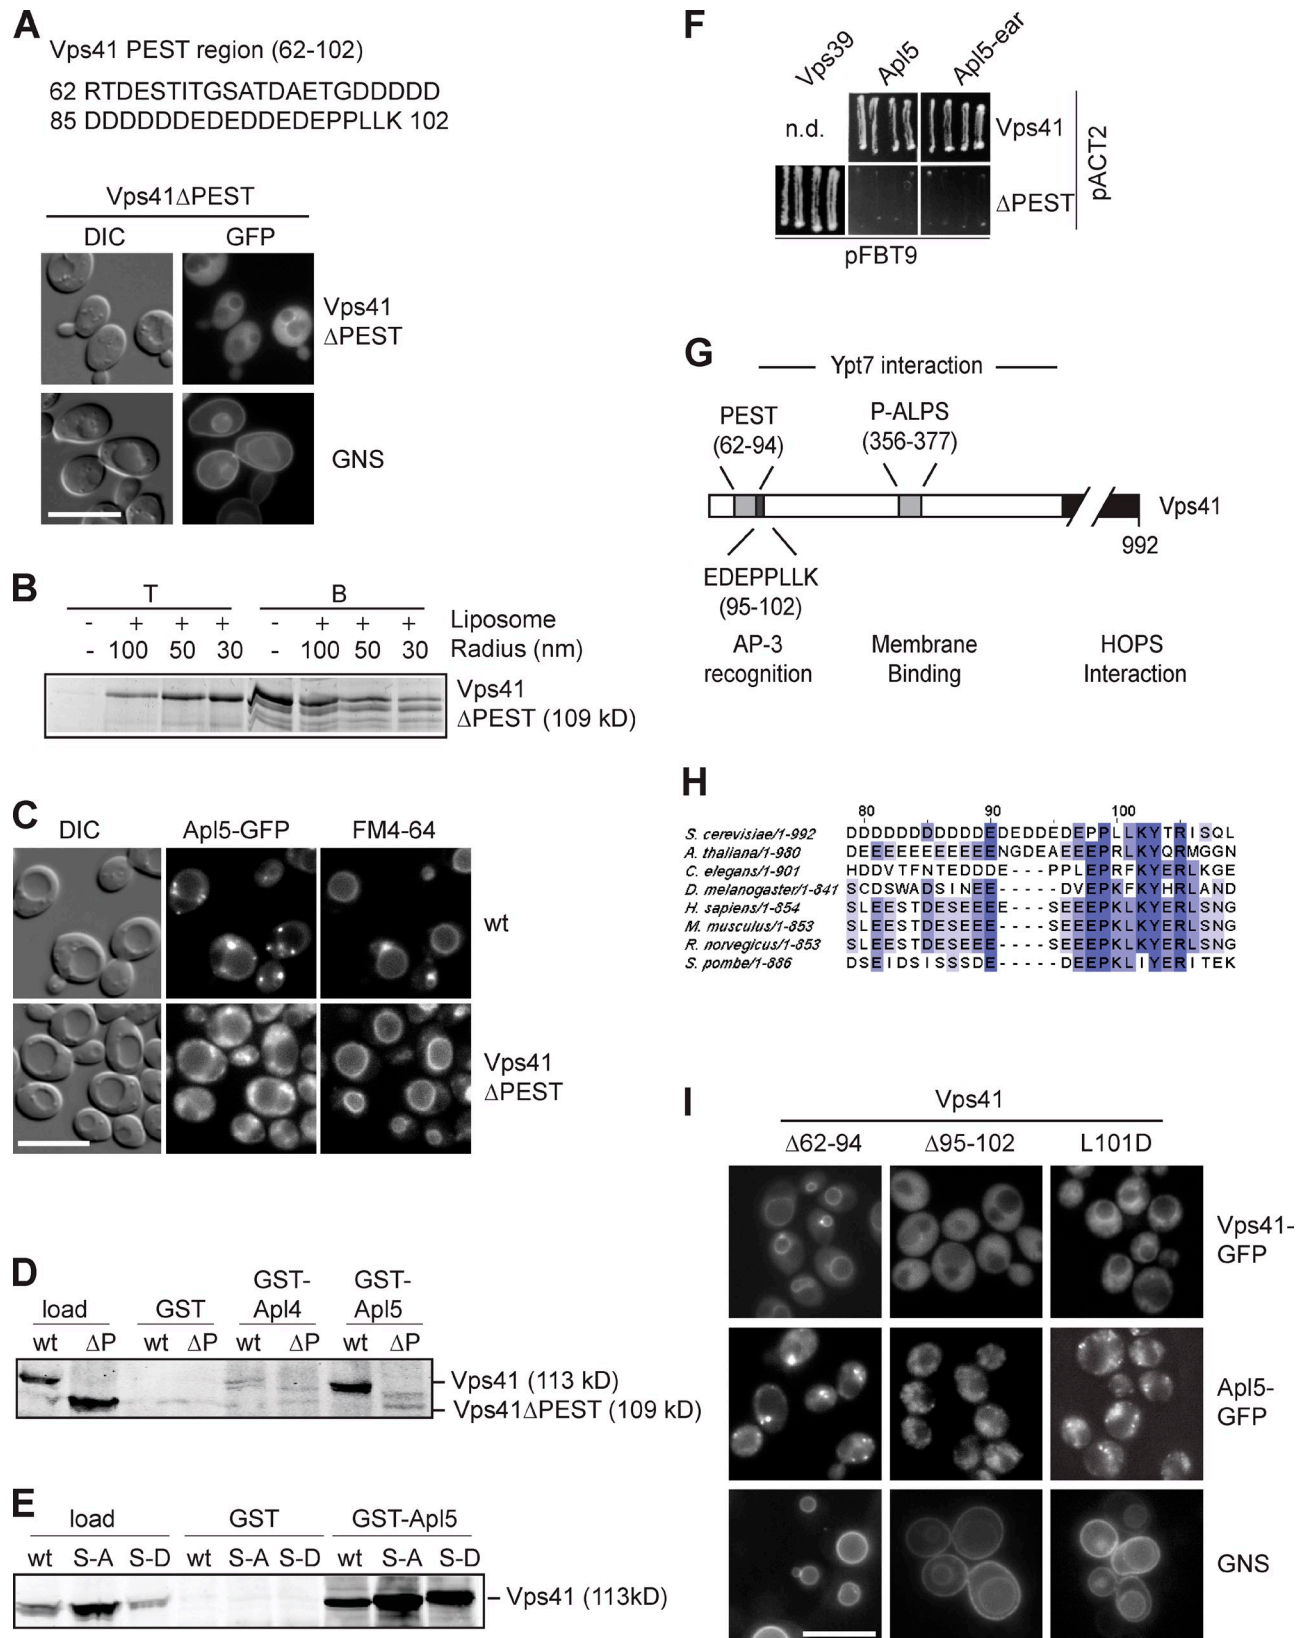 A
Vps41 PEST region (62-102)
62 RTDESTITGSATDAETGDDDDD
85 DDDDDDEDEDDEDEPPLLK 102
Vps41ΔPEST
DIC GFP
Vps41
ΔPEST
GNS
B
T B
- + + + - + + + Liposome
- 100 50 30 - 100 50 30 Radius (nm)
Vps41
ΔPEST (109 kD)
C
DIC Apl5-GFP FM4-64
wt
Vps41
ΔPEST
D
load GST GST-Apl4 GST-Apl5
wt ΔP wt ΔP wt ΔP wt ΔP
Vps41 (113 kD)
Vps41ΔPEST (109 kD)
E
load GST GST-Apl5
wt S-A S-D wt S-A S-D wt S-A S-D
Vps41 (113kD)
F
Vps39 Apl5 Apl5-ear
n.d. Vps41
ΔPEST
pACT2
pFBT9
G
Ypt7 interaction
PEST P-ALPS
(62-94) (356-377)
Vps41
992
EDEPPLLK
(95-102)
AP-3 Membrane HOPS
recognition Binding Interaction
H
80 90 100
S. cerevisiae/1-992 DDDDDDDDDDDEDEDDEDEPPLLKYTRISQL
A. thaliana/1-980 DEEEEEEEEEEENGDEAEEEPRLKYQRMGGN
C. elegans/1-901 HDDVTFNTEDDDE----PPLEPRFKYERLKGE
D. melanogaster/1-841 SCDSWADSINEE-----DVEPKFKYHRLAND
H. sapiens/1-854 SLEESTDESEEEE----SEEEPKLKYERLSNG
M. musculus/1-853 SLEESTDESEEE-----SEEEPKLKYERLSNG
R. norvegicus/1-853 SLEESTDESEEE-----SEEEPKLKYERLSNG
S. pombe/1-886 DSEIDSISSSDE-----DEEPKLIYERITEK
I
Vps41
Δ62-94 Δ95-102 L101D
Vps41-
GFP
Apl5-
GFP
GNS